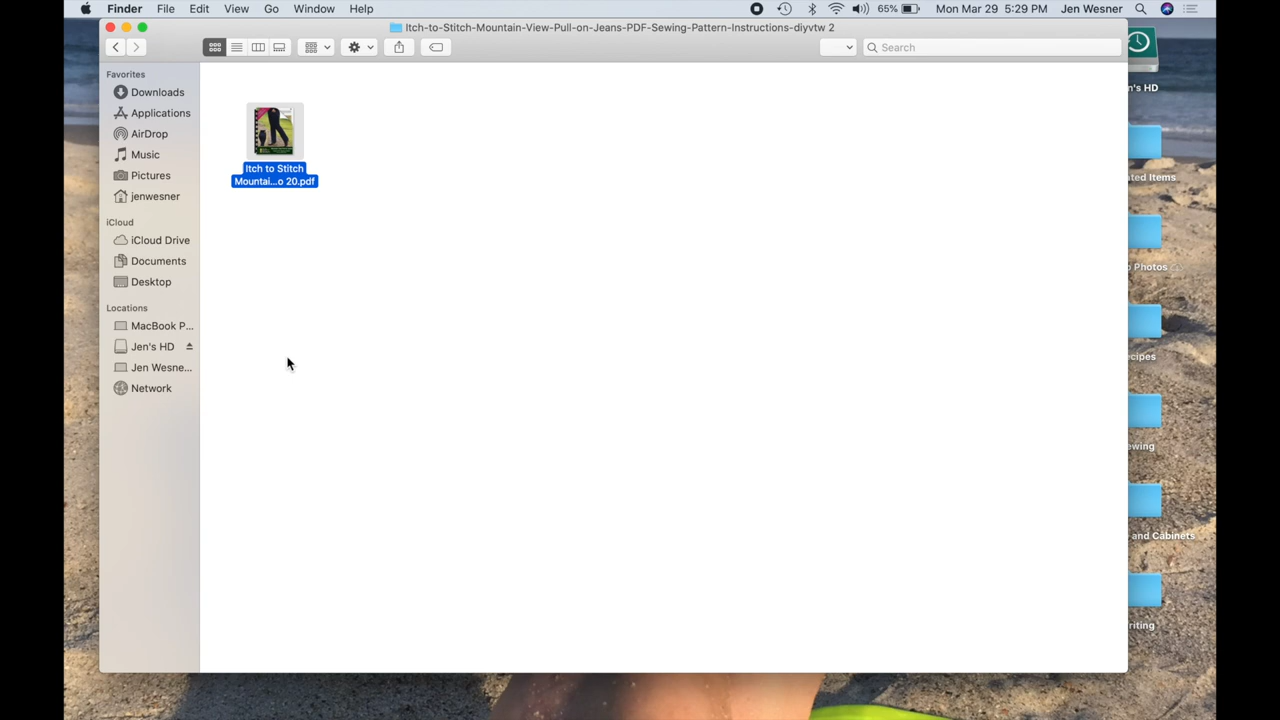 Finder File Edit View Go Window Help 65% Mon Mar 29 5:29 PM Jen Wesner
Itch-to-Stitch-Mountain-View-Pull-on-Jeans-PDF-Sewing-Pattern-Instructions-diyvtw 2
Search
Favorites
Downloads
Applications
AirDrop
Music
Pictures
jenwesner
iCloud
iCloud Drive
Documents
Desktop
Locations
MacBook P...
Jen's HD
Jen Wesne...
Network
Itch to Stitch
Mountai...o 20.pdf
n's HD
ated Items
o Photos
ecipes
ewing
and Cabinets
riting